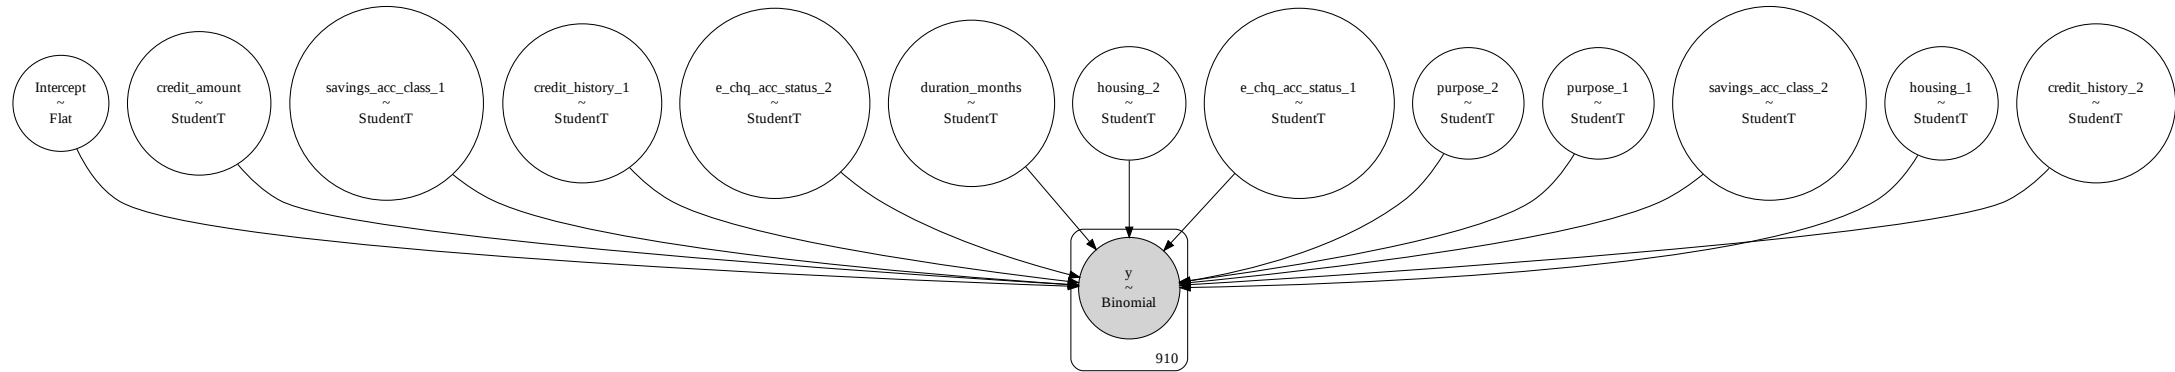 Intercept
~
Flat
credit_amount
~
StudentT
savings_acc_class_1
~
StudentT
credit_history_1
~
StudentT
e_chq_acc_status_2
~
StudentT
duration_months
~
StudentT
housing_2
~
StudentT
e_chq_acc_status_1
~
StudentT
purpose_2
~
StudentT
purpose_1
~
StudentT
savings_acc_class_2
~
StudentT
housing_1
~
StudentT
credit_history_2
~
StudentT
y
~
Binomial
910